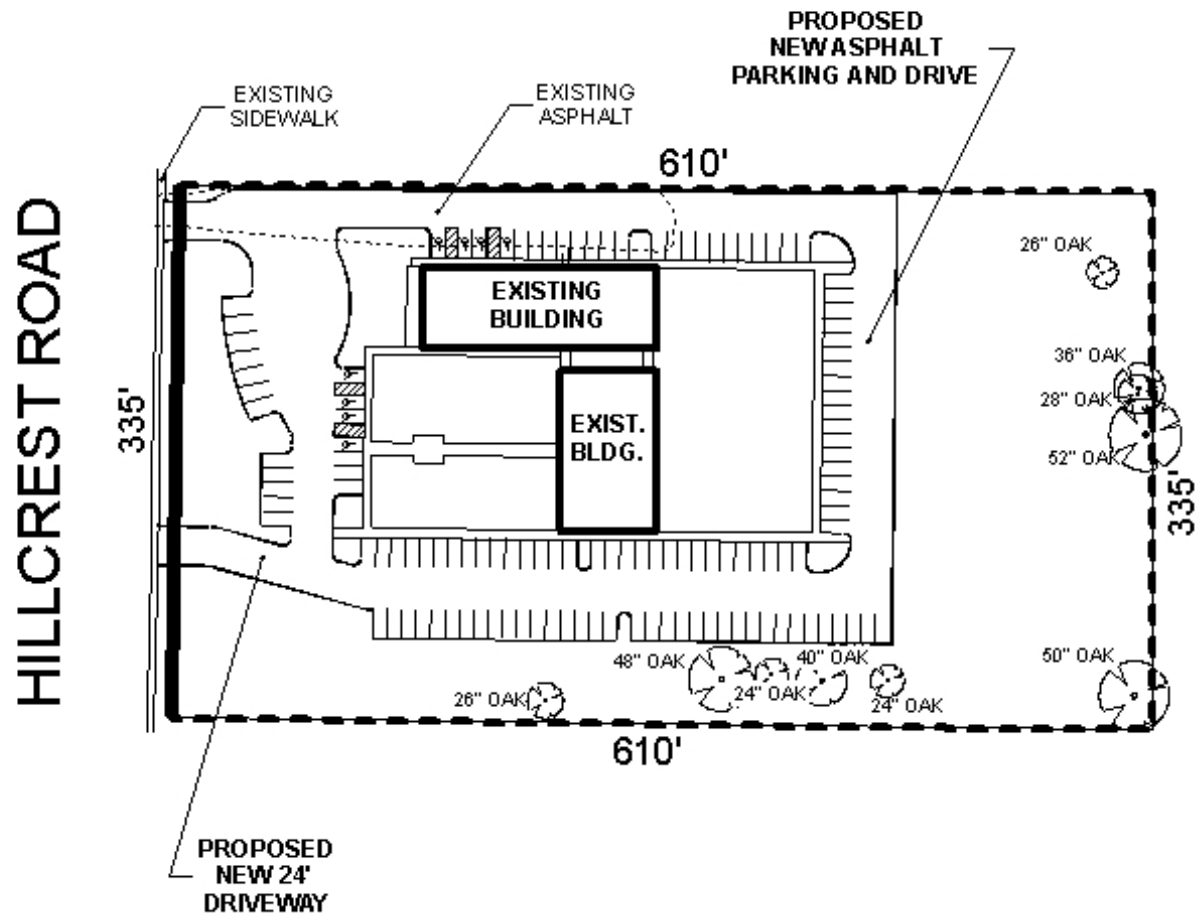 PROPOSED
NEW ASPHALT
PARKING AND DRIVE
EXISTING
SIDEWALK
EXISTING
ASPHALT
610'
HILLCREST ROAD
335'
EXISTING
BUILDING
EXIST.
BLDG.
26" OAK
36" OAK
28" OAK
52" OAK
335'
48" OAK
40" OAK
50" OAK
26" OAK
24" OAK
24" OAK
610'
PROPOSED
NEW 24'
DRIVEWAY